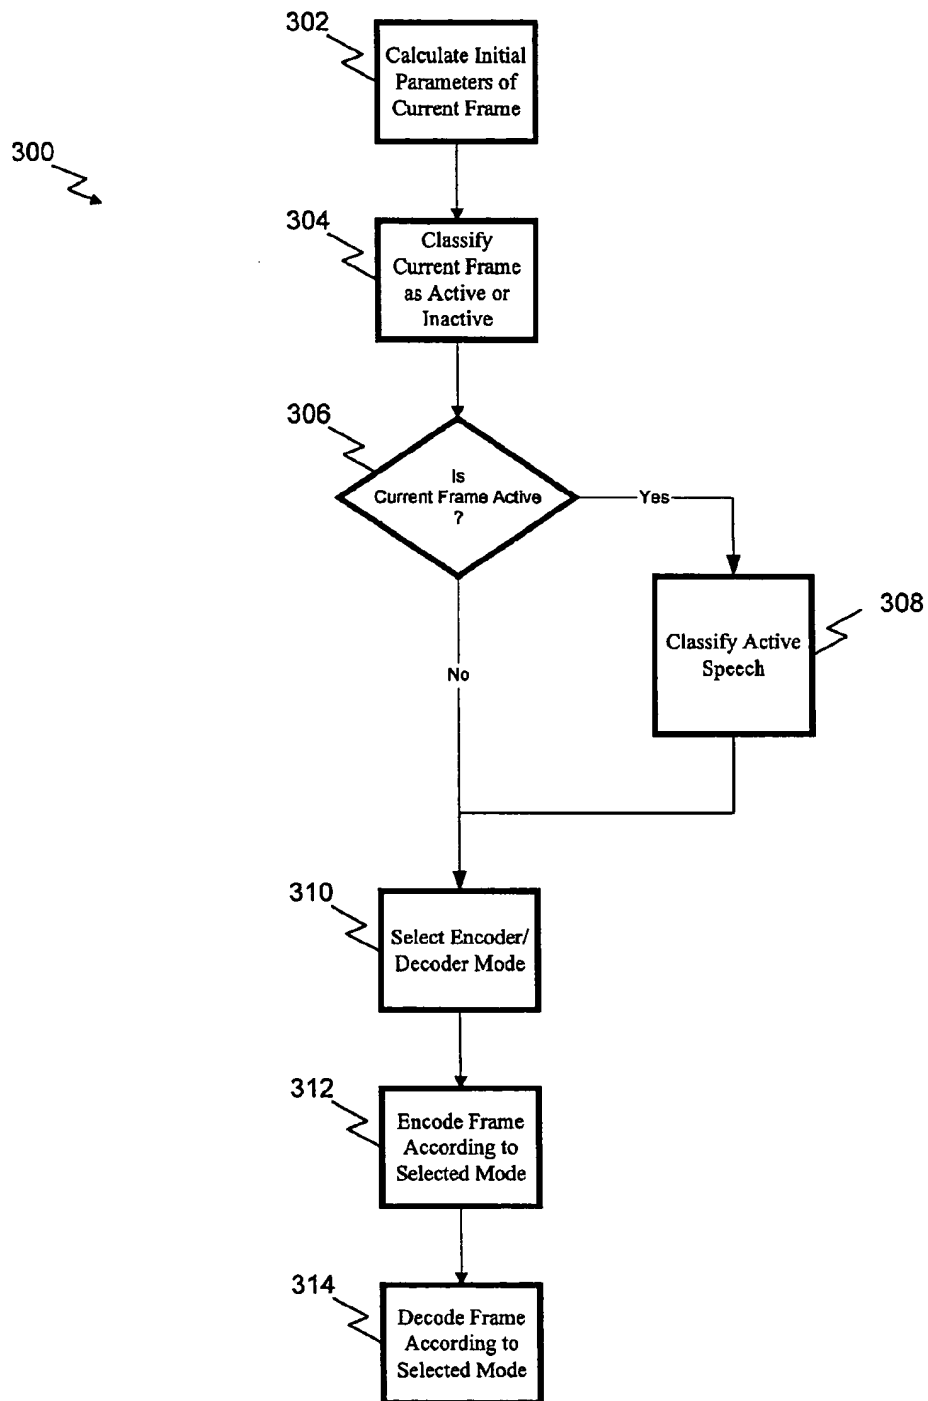 302
Calculate Initial
Parameters of
Current Frame
300
304
Classify
Current Frame
as Active or
Inactive
306
Is
Current Frame Active
?
Yes
308
Classify Active
Speech
No
310
Select Encoder/
Decoder Mode
312
Encode Frame
According to
Selected Mode
314
Decode Frame
According to
Selected Mode